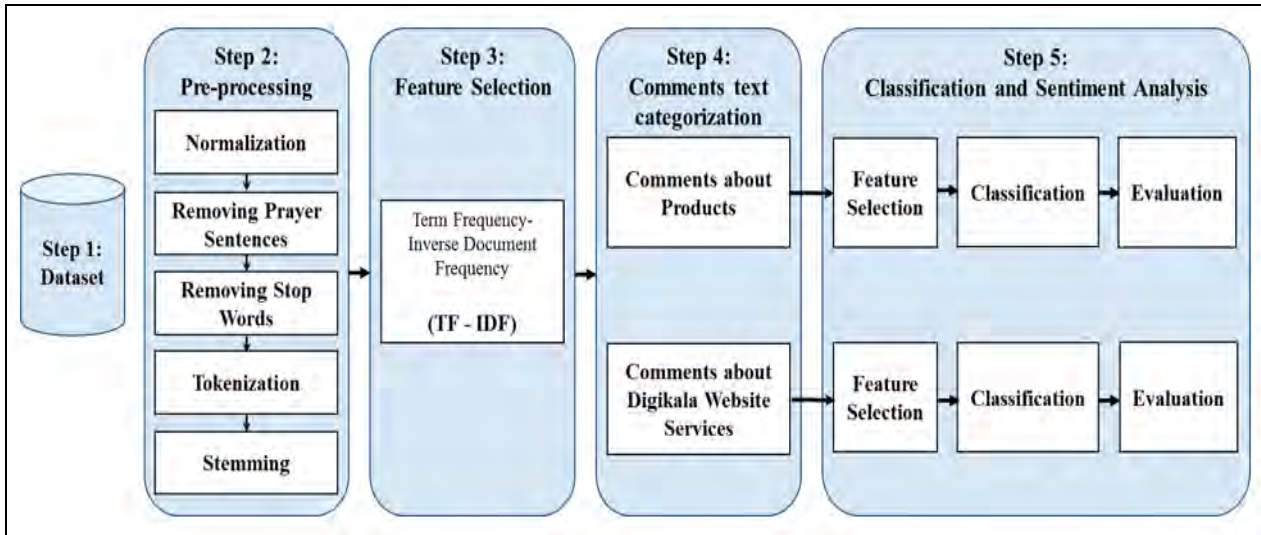 Step 1:
Dataset
Step 2:
Pre-processing
Normalization
Removing Prayer
Sentences
Removing Stop
Words
Tokenization
Stemming
Step 3:
Feature Selection
Term Frequency-
Inverse Document
Frequency
(TF - IDF)
Step 4:
Comments text
categorization
Comments about
Products
Comments about
Digikala Website
Services
Step 5:
Classification and Sentiment Analysis
Feature
Selection
Classification
Evaluation
Feature
Selection
Classification
Evaluation